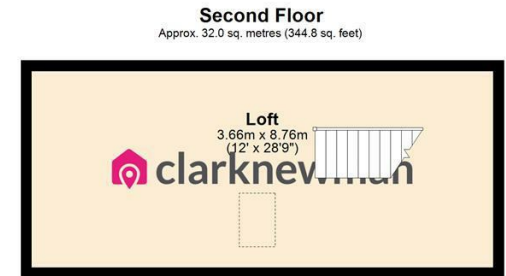 Second Floor
Approx. 32.0 sq. metres (344.8 sq. feet)
Loft
3.66m x 8.76m
(12' x 28'9")
clarknewman